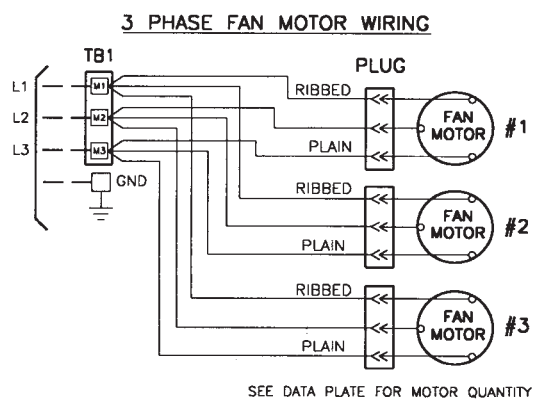 3 PHASE FAN MOTOR WIRING
TB1
PLUG
L1
M1
RIBBED
L2
M2
FAN
MOTOR
#1
L3
M3
PLAIN
GND
RIBBED
FAN
MOTOR
#2
PLAIN
RIBBED
FAN
MOTOR
#3
PLAIN
SEE DATA PLATE FOR MOTOR QUANTITY